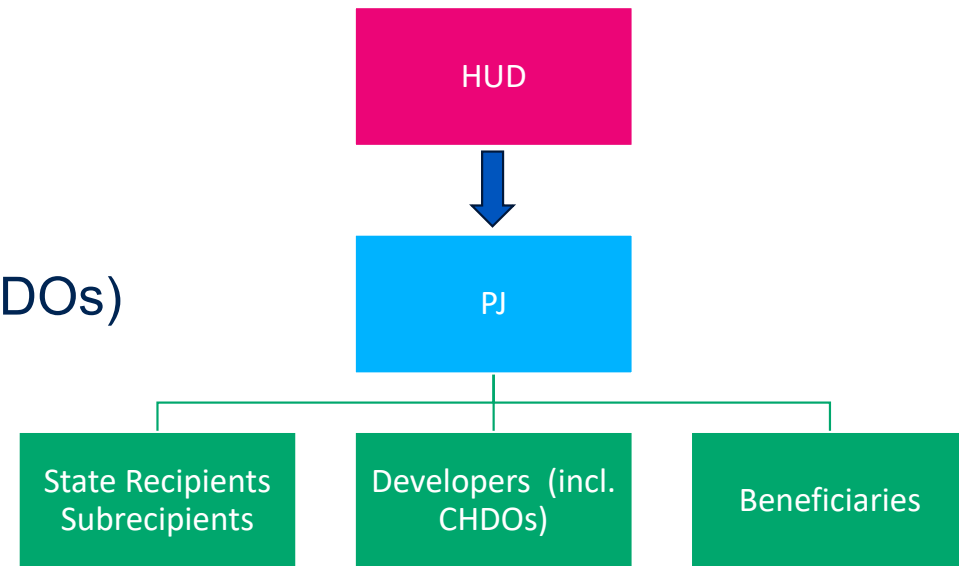 HUD
DOs)
PJ
State Recipients
Subrecipients
Developers (incl.
CHDOs)
Beneficiaries